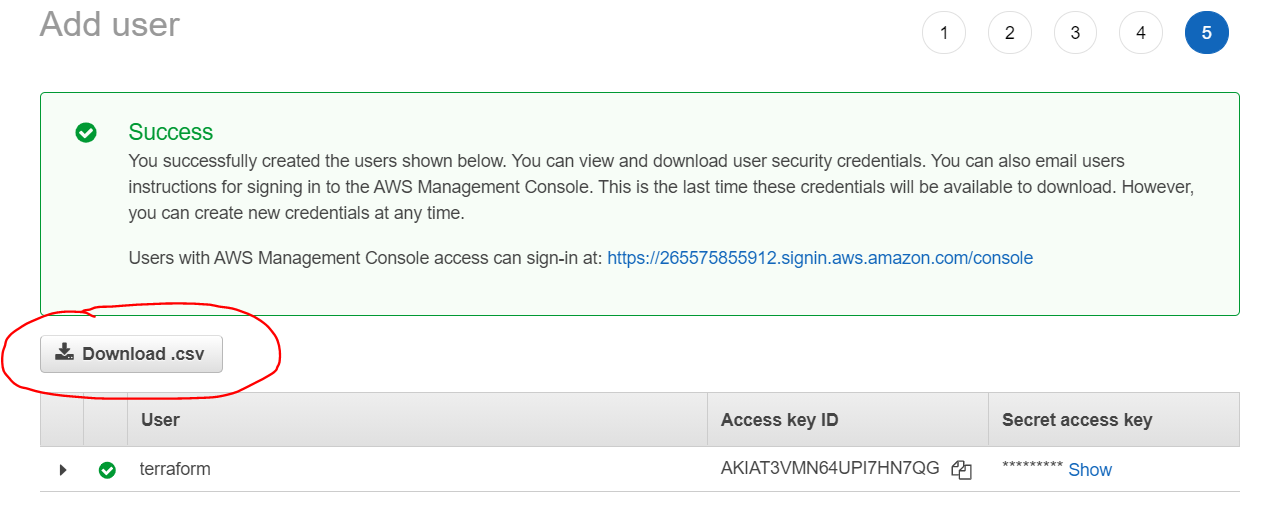 Add user
1 2 3 4 5
Success
You successfully created the users shown below. You can view and download user security credentials. You can also email users
instructions for signing in to the AWS Management Console. This is the last time these credentials will be available to download. However,
you can create new credentials at any time.
Users with AWS Management Console access can sign-in at: https://265575855912.signin.aws.amazon.com/console
Download .csv
User Access key ID Secret access key
terraform AKIAT3VMN64UPI7HN7QG ********* Show